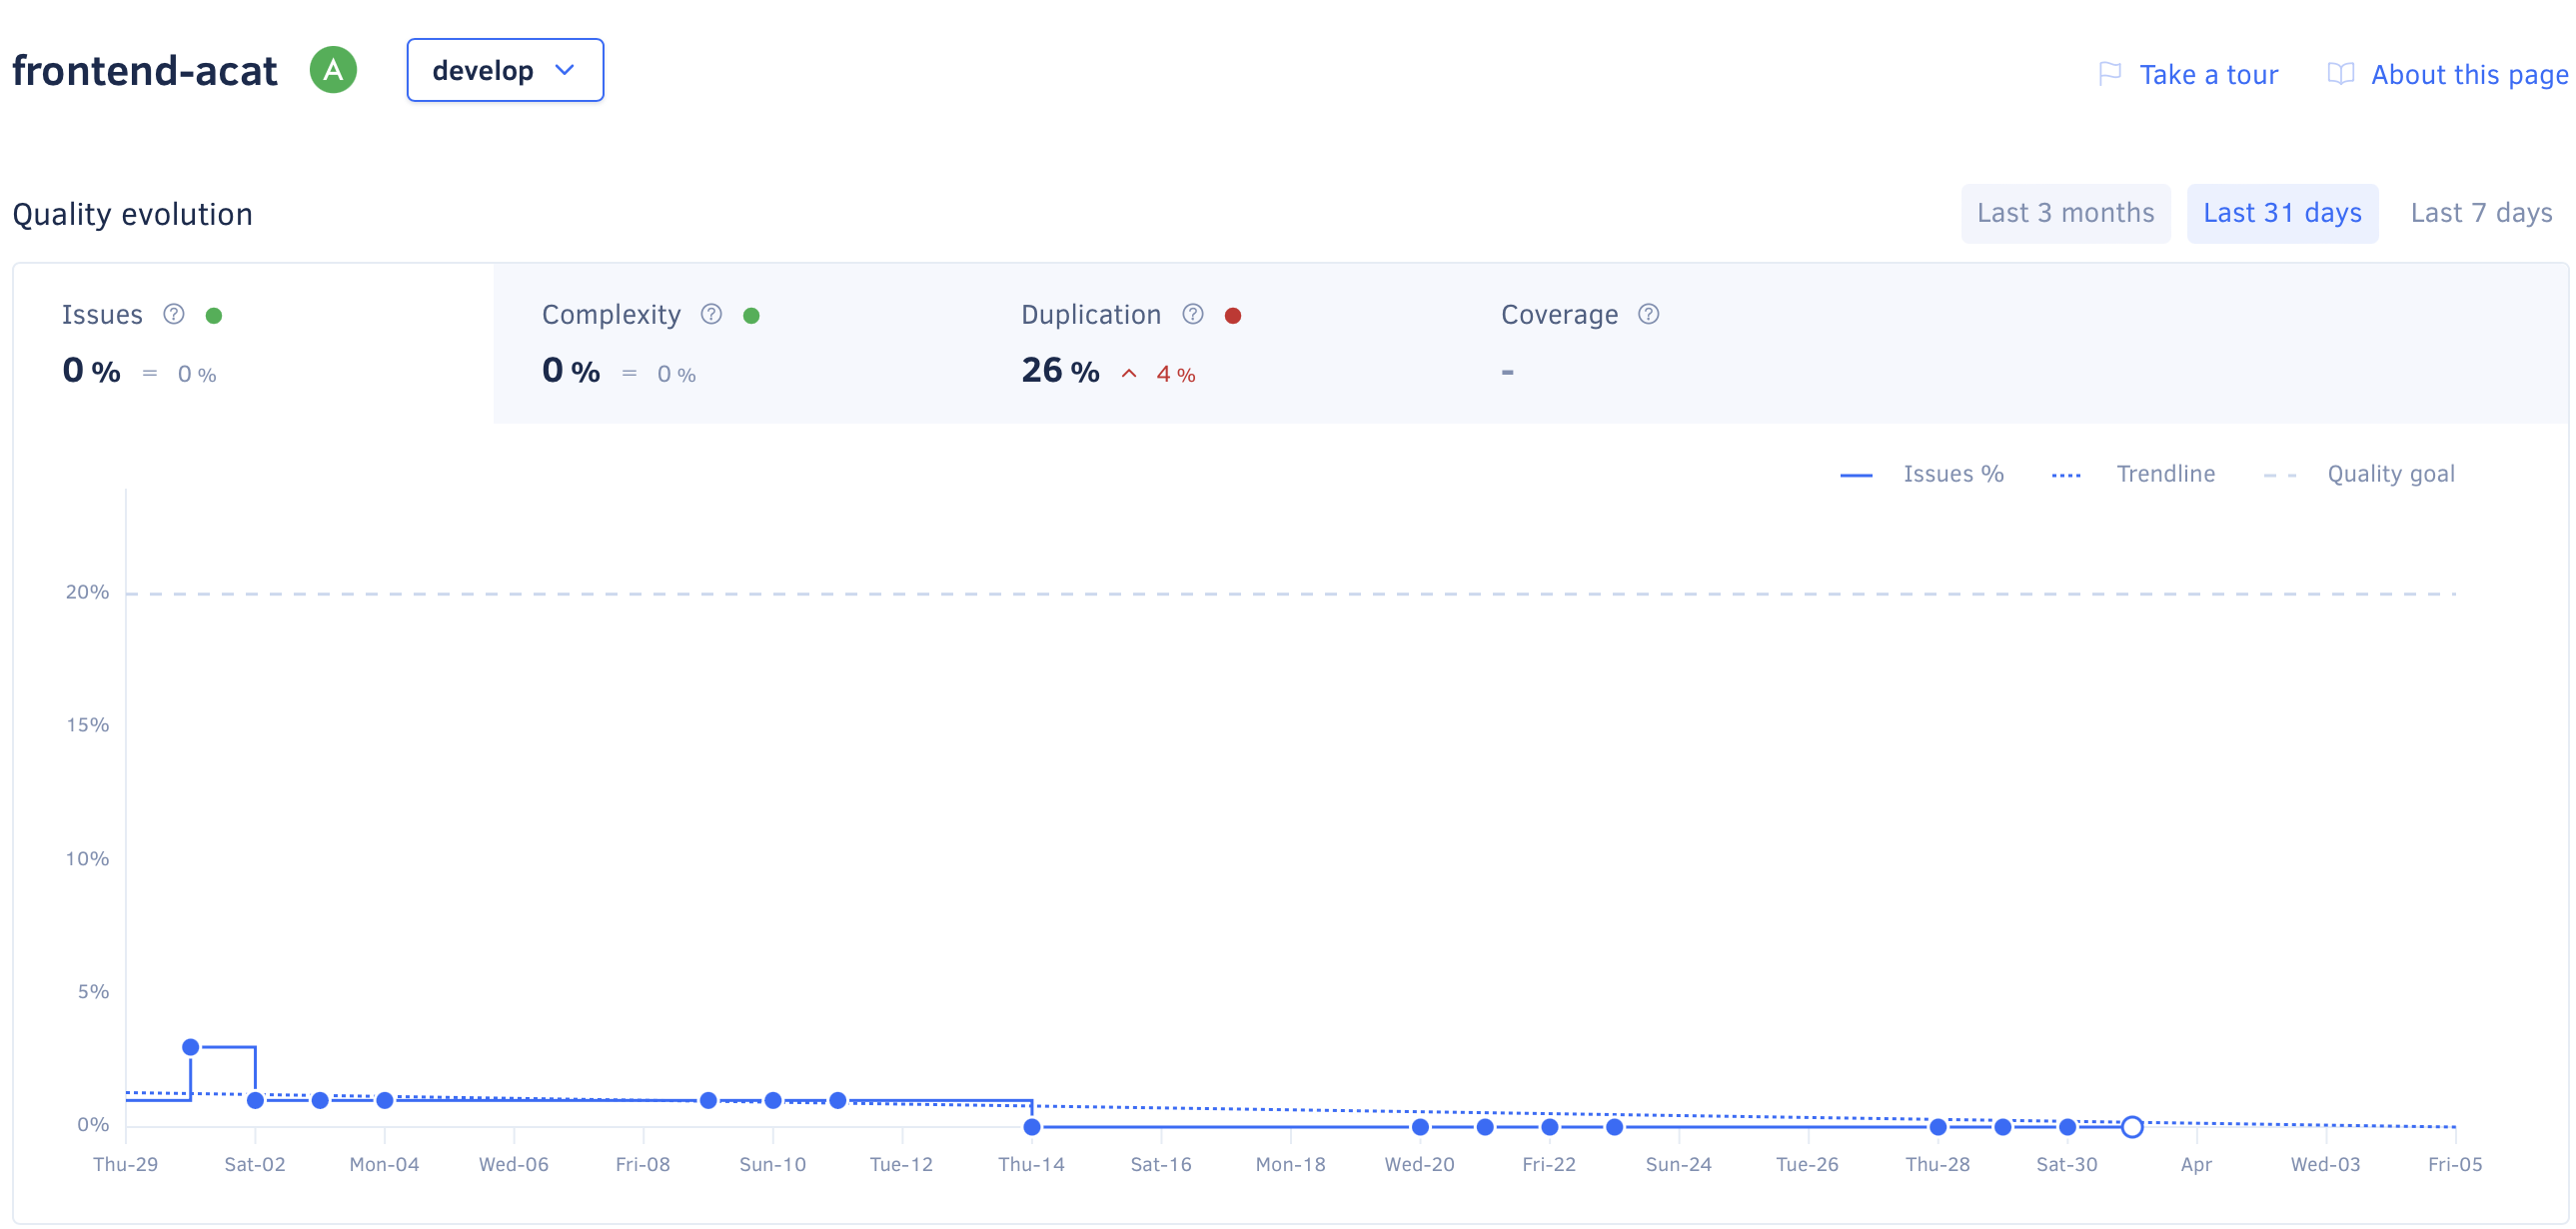 frontend-acat A develop Take a tour About this page
Quality evolution Last 3 months Last 31 days Last 7 days
Issues ? Complexity ? Duplication ? Coverage ?
0 % = 0 % 0 % = 0 % 26 % ^ 4 % -
Issues % Trendline Quality goal
20%
15%
10%
5%
0%
Thu-29 Sat-02 Mon-04 Wed-06 Fri-08 Sun-10 Tue-12 Thu-14 Sat-16 Mon-18 Wed-20 Fri-22 Sun-24 Tue-26 Thu-28 Sat-30 Apr Wed-03 Fri-05